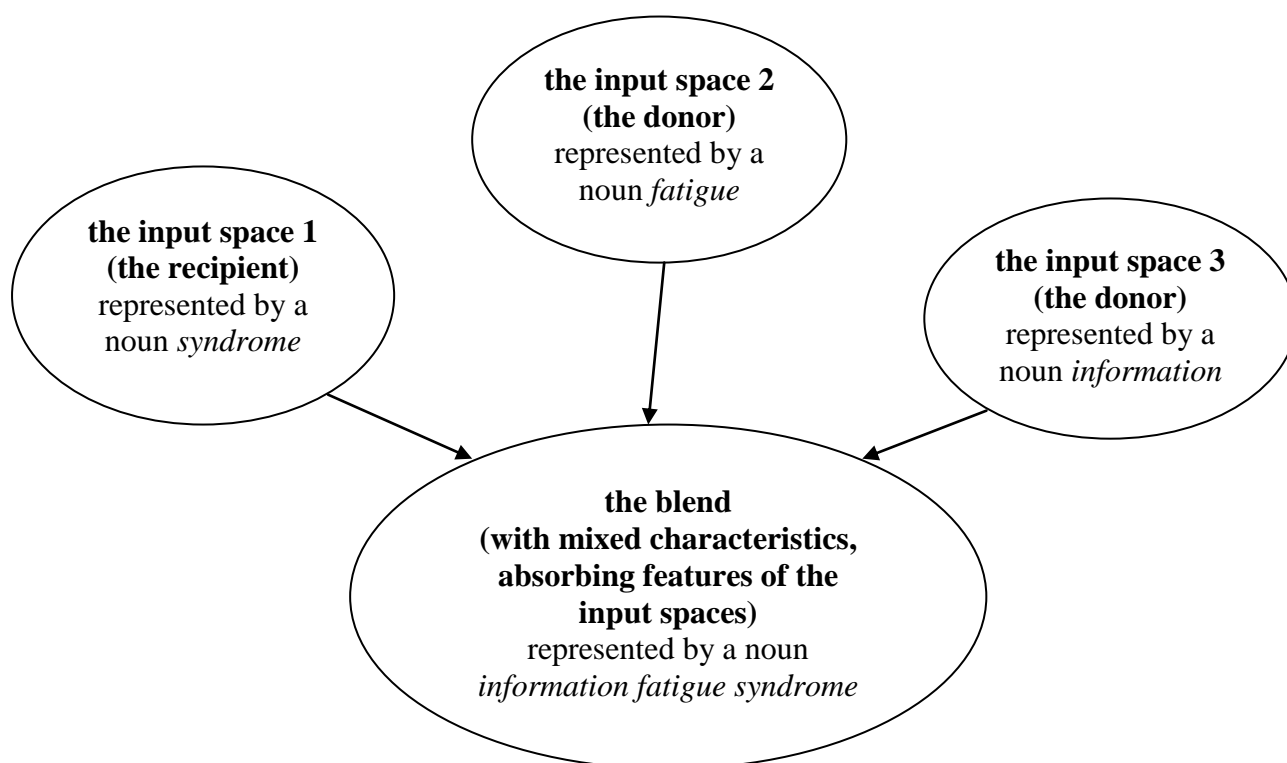 the input space 1
(the recipient)
represented by a
noun syndrome
the input space 2
(the donor)
represented by a
noun fatigue
the input space 3
(the donor)
represented by a
noun information
the blend
(with mixed characteristics,
absorbing features of the
input spaces)
represented by a noun
information fatigue syndrome